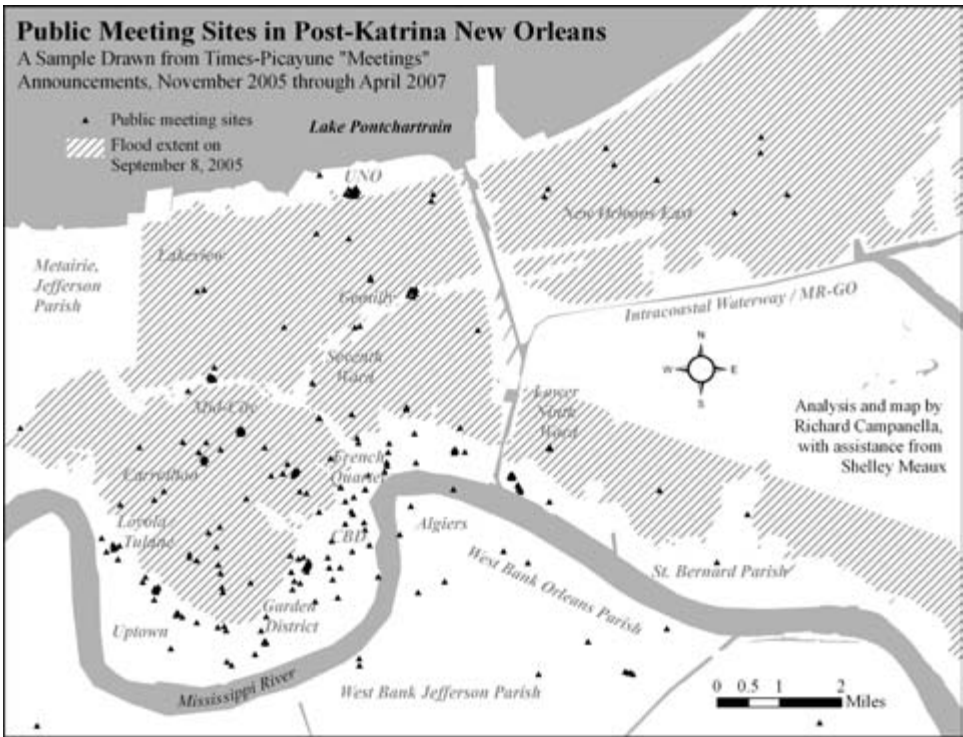 Public Meeting Sites in Post-Katrina New Orleans
A Sample Drawn from Times-Picayune "Meetings"
Announcements, November 2005 through April 2007
Public meeting sites
Flood extent on
September 8, 2005
Lake Pontchartrain
UNO
New Orleans East
Lakeview
Metairie,
Jefferson
Parish
Gentilly
Intracoastal Waterway / MR-GO
Seventh
Ward
N
W
E
S
Mid-City
Lower
Ninth
Ward
Analysis and map by
Richard Campanella,
with assistance from
Shelley Meaux
French
Quarter
Carrollton
Loyola/
Tulane
CBD
Algiers
West Bank Orleans Parish
St. Bernard Parish
Garden
District
Uptown
Mississippi River
West Bank Jefferson Parish
0 0.5 1 2
Miles